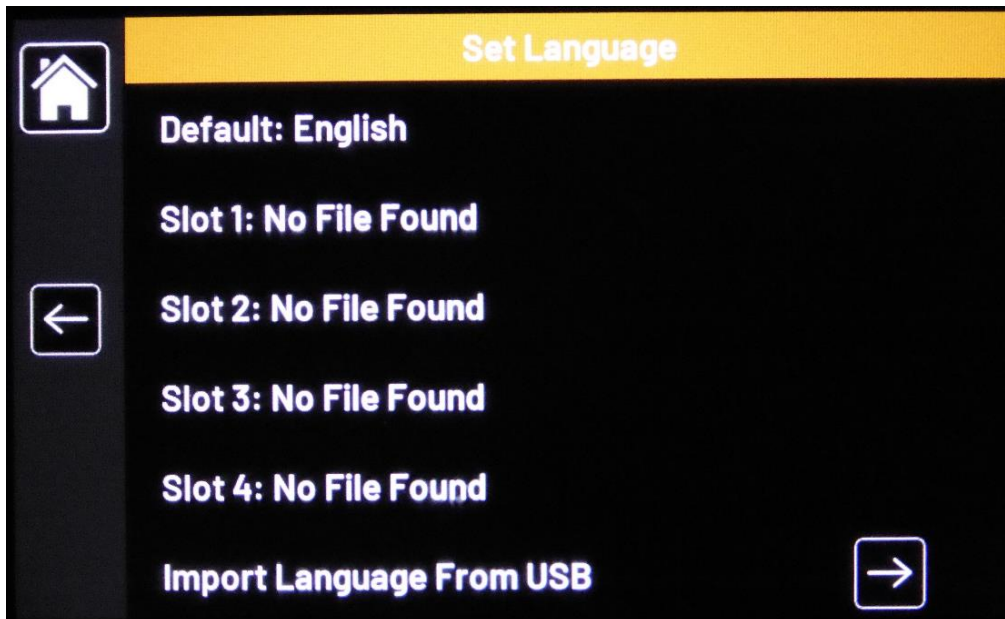 Set Language
Default: English
Slot 1: No File Found
Slot 2: No File Found
Slot 3: No File Found
Slot 4: No File Found
Import Language From USB